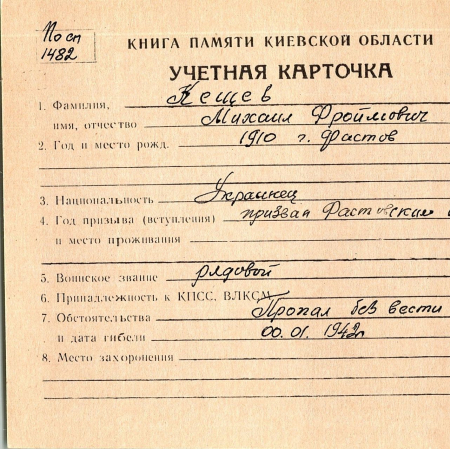 По сп
1482
КНИГА ПАМЯТИ КИЕВСКОЙ ОБЛАСТИ
УЧЕТНАЯ КАРТОЧКА
1. Фамилия, Кещев
имя, отчество Михаил Фроймович
2. Год и место рожд. 1910 г. Фастов
3. Национальность Украинец
4. Год призыва (вступления) призван Фастовским
и место проживания
5. Воинское звание рядовой
6. Принадлежность к КПСС, ВЛКСМ
7. Обстоятельства Пропал без вести
и дата гибели 00.01.1942г
8. Место захоронения